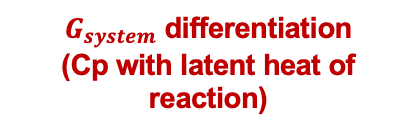 G_system differentiation
(Cp with latent heat of
reaction)